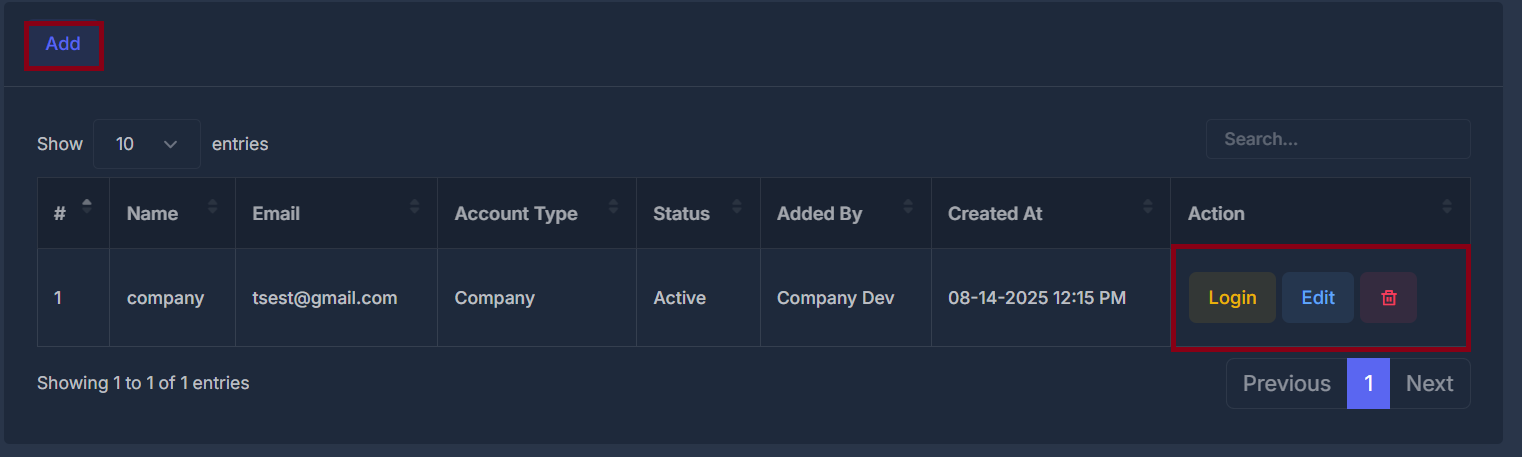 Add
Show 10 entries
Search...
# Name Email Account Type Status Added By Created At Action
1 company tsest@gmail.com Company Active Company Dev 08-14-2025 12:15 PM Login Edit
Showing 1 to 1 of 1 entries
Previous 1 Next